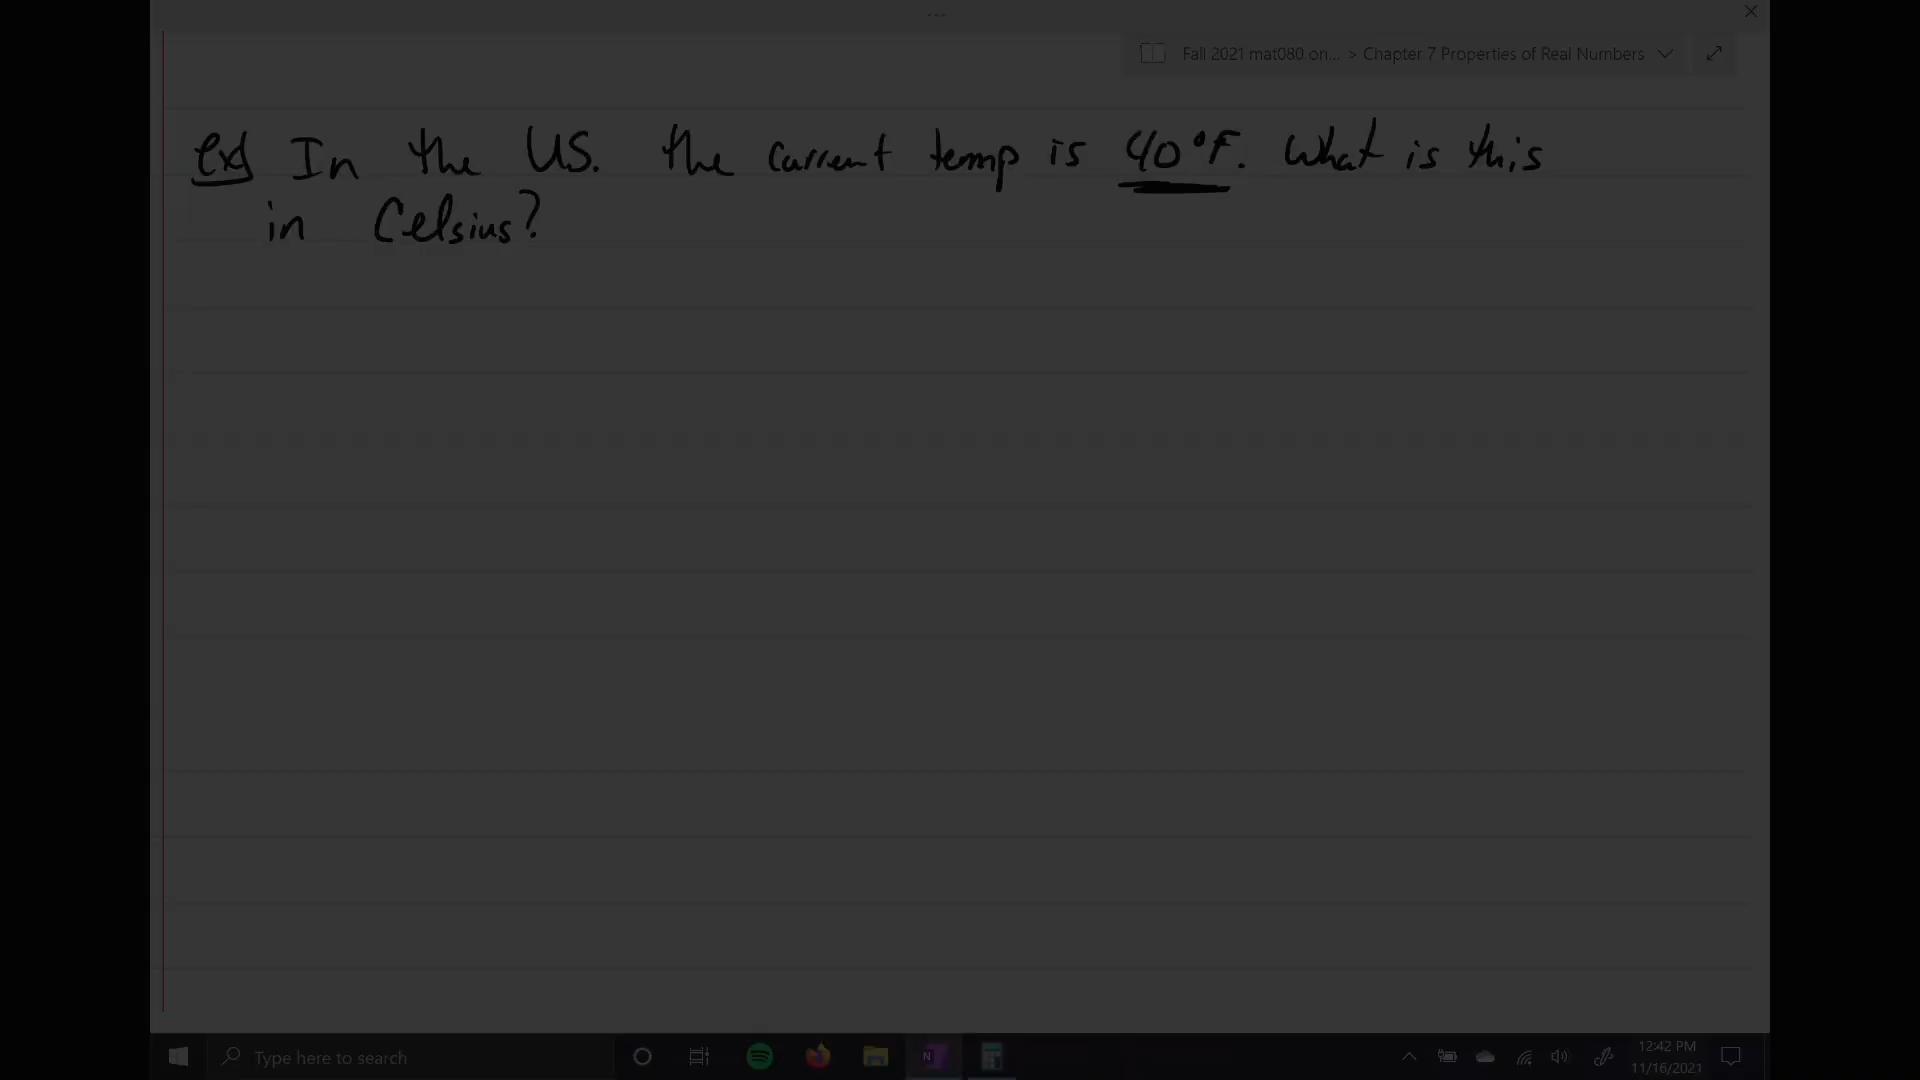 Fall 2021 mat080 on... > Chapter 7 Properties of Real Numbers
ex) In the US. the current temp is 40°F. What is this
in Celsius?
Type here to search
12:42 PM
11/16/2021